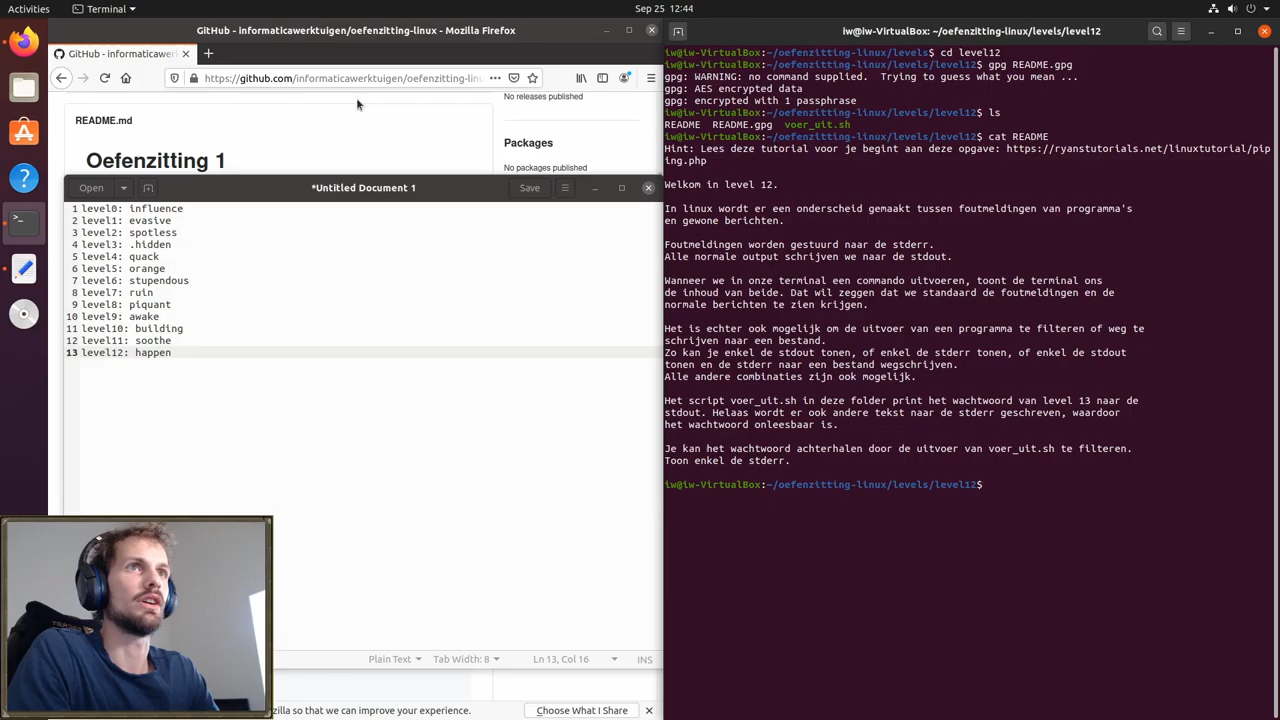 Activities
Terminal
Sep 25 12:44
GitHub - informaticawerktuigen/oefenzitting-linux - Mozilla Firefox
GitHub - informaticawer
https://github.com/informaticawerktuigen/oefenzitting-linu
No releases published
README.md
Packages
Oefenzitting 1
No packages published
Open
*Untitled Document 1
Save
1 level0: influence
2 level1: evasive
3 level2: spotless
4 level3: .hidden
5 level4: quack
6 level5: orange
7 level6: stupendous
8 level7: ruin
9 level8: piquant
10 level9: awake
11 level10: building
12 level11: soothe
13 level12: happen
Plain Text
Tab Width: 8
Ln 13, Col 16
INS
zilla so that we can improve your experience.
Choose What I Share
iw@iw-VirtualBox: ~/oefenzitting-linux/levels/level12
iw@iw-VirtualBox:~/oefenzitting-linux/levels$ cd level12
iw@iw-VirtualBox:~/oefenzitting-linux/levels/level12$ gpg README.gpg
gpg: WARNING: no command supplied.  Trying to guess what you mean ...
gpg: AES encrypted data
gpg: encrypted with 1 passphrase
iw@iw-VirtualBox:~/oefenzitting-linux/levels/level12$ ls
README  README.gpg  voer_uit.sh
iw@iw-VirtualBox:~/oefenzitting-linux/levels/level12$ cat README
Hint: Lees deze tutorial voor je begint aan deze opgave: https://ryanstutorials.net/linuxtutorial/pip
ing.php
Welkom in level 12.
In linux wordt er een onderscheid gemaakt tussen foutmeldingen van programma's
en gewone berichten.
Foutmeldingen worden gestuurd naar de stderr.
Alle normale output schrijven we naar de stdout.
Wanneer we in onze terminal een commando uitvoeren, toont de terminal ons
de inhoud van beide. Dat wil zeggen dat we standaard de foutmeldingen en de
normale berichten te zien krijgen.
Het is echter ook mogelijk om de uitvoer van een programma te filteren of weg te
schrijven naar een bestand.
Zo kan je enkel de stdout tonen, of enkel de stderr tonen, of enkel de stdout
tonen en de stderr naar een bestand wegschrijven.
Alle andere combinaties zijn ook mogelijk.
Het script voer_uit.sh in deze folder print het wachtwoord van level 13 naar de
stdout. Helaas wordt er ook andere tekst naar de stderr geschreven, waardoor
het wachtwoord onleesbaar is.
Je kan het wachtwoord achterhalen door de uitvoer van voer_uit.sh te filteren.
Toon enkel de stderr.
iw@iw-VirtualBox:~/oefenzitting-linux/levels/level12$